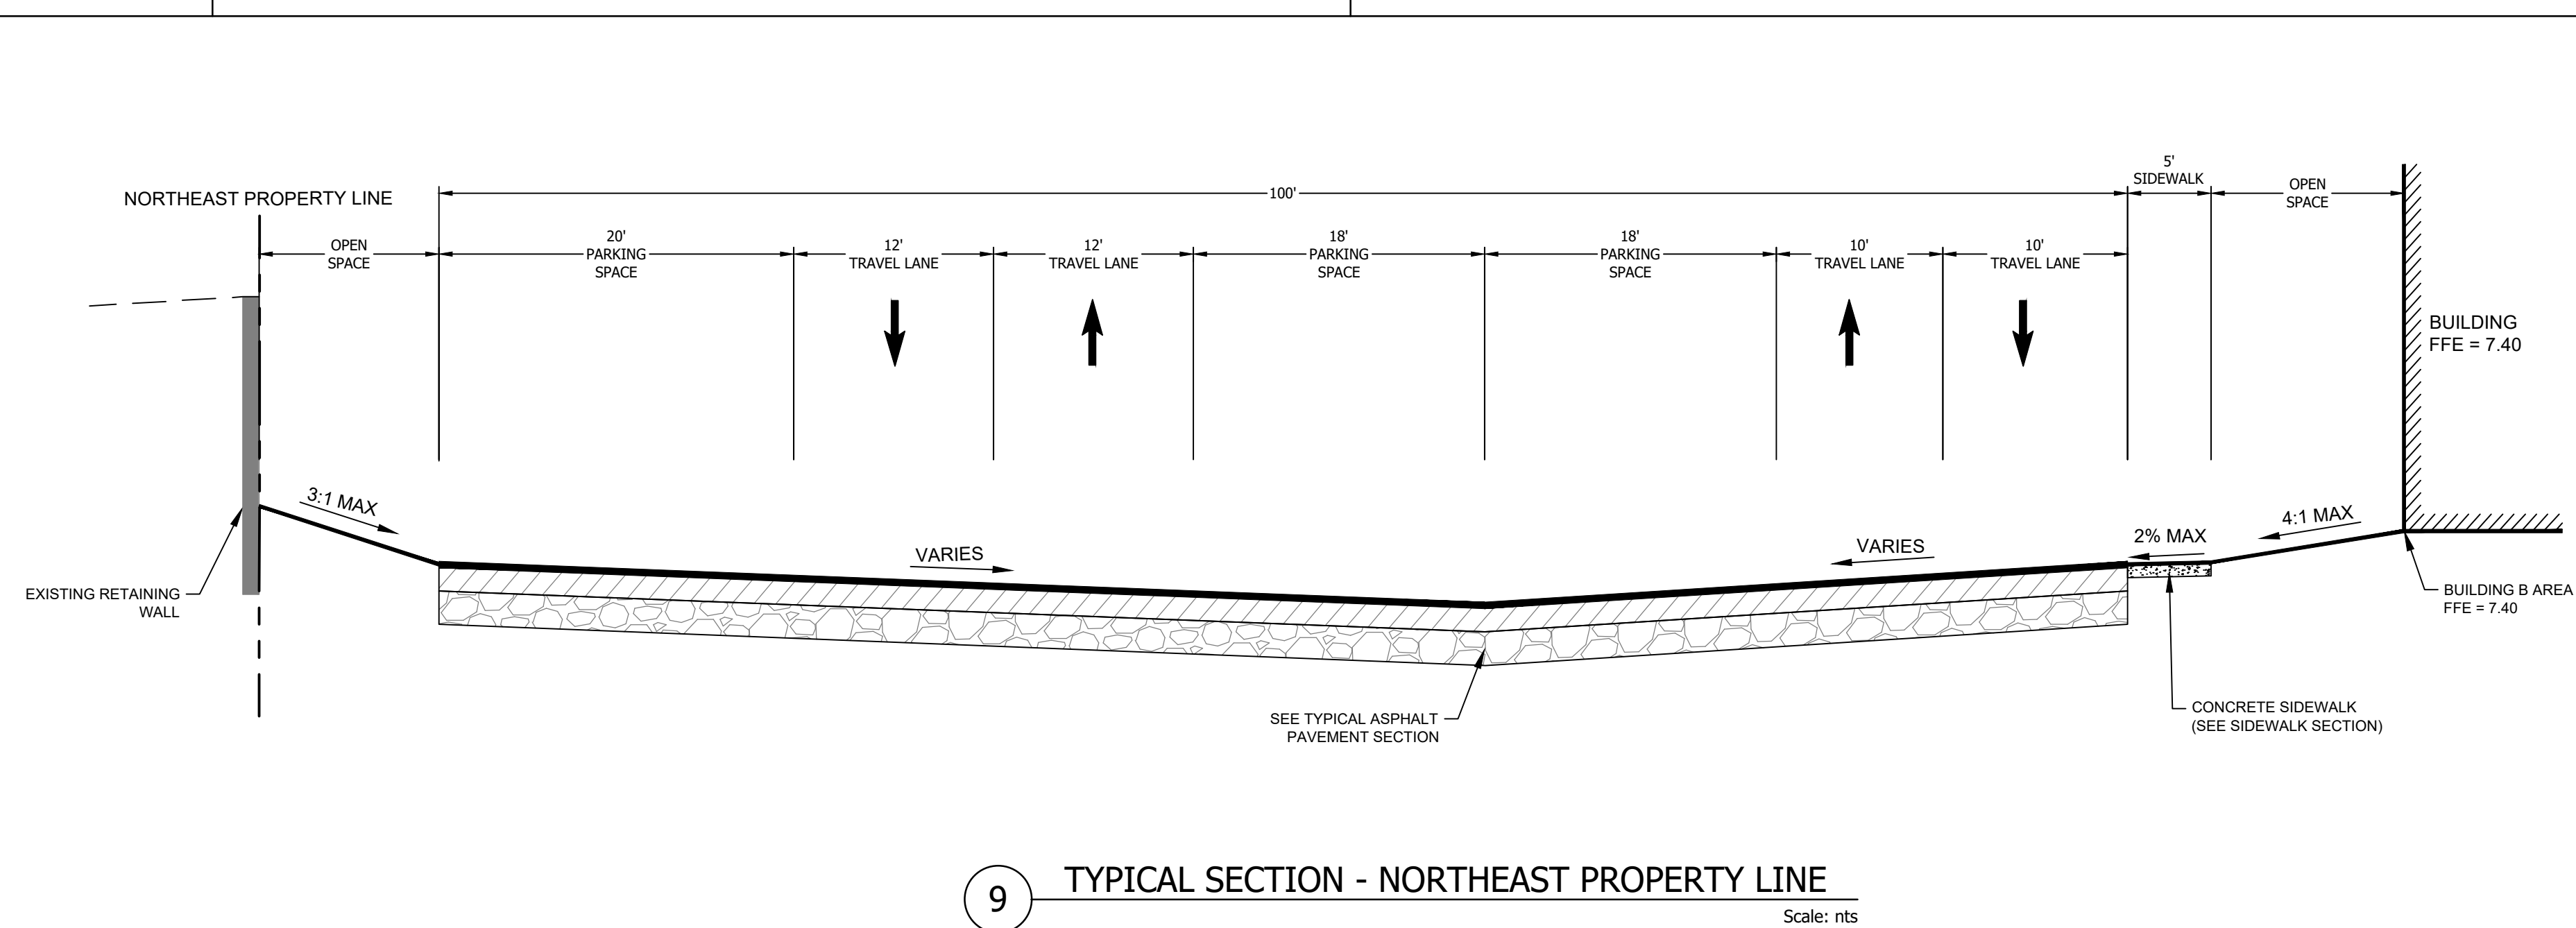 5'
SIDEWALK
NORTHEAST PROPERTY LINE
100'
OPEN
SPACE
OPEN
SPACE
20'
PARKING
SPACE
12'
TRAVEL LANE
12'
TRAVEL LANE
18'
PARKING
SPACE
18'
PARKING
SPACE
10'
TRAVEL LANE
10'
TRAVEL LANE
BUILDING
FFE = 7.40
3:1 MAX
VARIES
VARIES
2% MAX
4:1 MAX
EXISTING RETAINING
WALL
BUILDING B AREA
FFE = 7.40
SEE TYPICAL ASPHALT
PAVEMENT SECTION
CONCRETE SIDEWALK
(SEE SIDEWALK SECTION)
9
TYPICAL SECTION - NORTHEAST PROPERTY LINE
Scale: nts